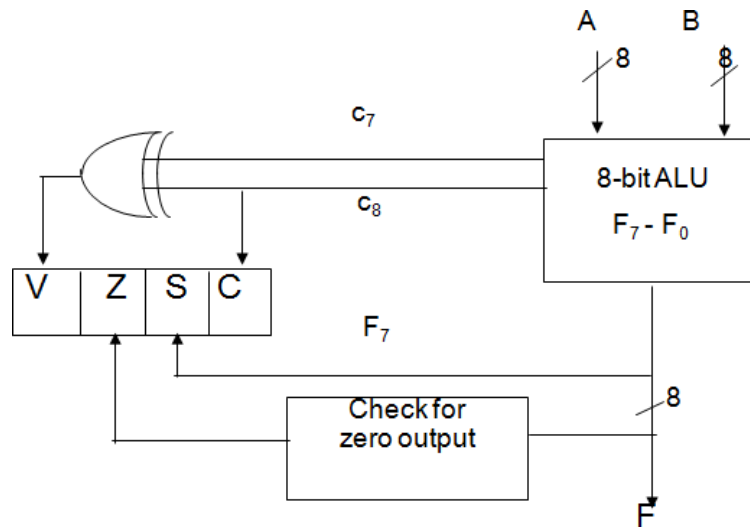 A B
8 8
c₇
8-bit ALU
c₈
F₇ - F₀
V Z S C
F₇
Check for
zero output
8
F